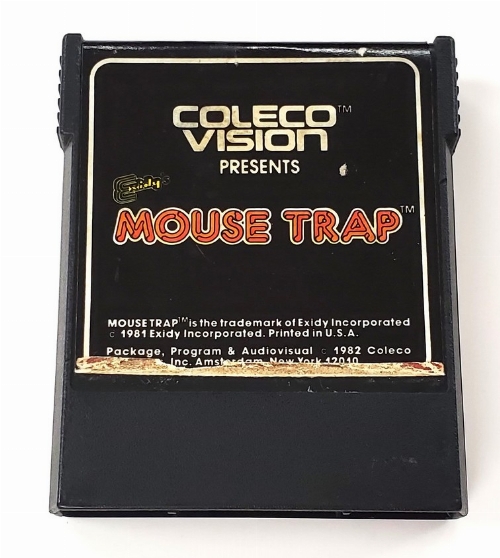 COLECO™
VISION
PRESENTS
Exidy
MOUSE TRAP™
MOUSE TRAP™ is the trademark of Exidy Incorporated
© 1981 Exidy Incorporated. Printed in U.S.A.
Package, Program & Audiovisual © 1982 Coleco
Inc. Amsterdam, New York 12010